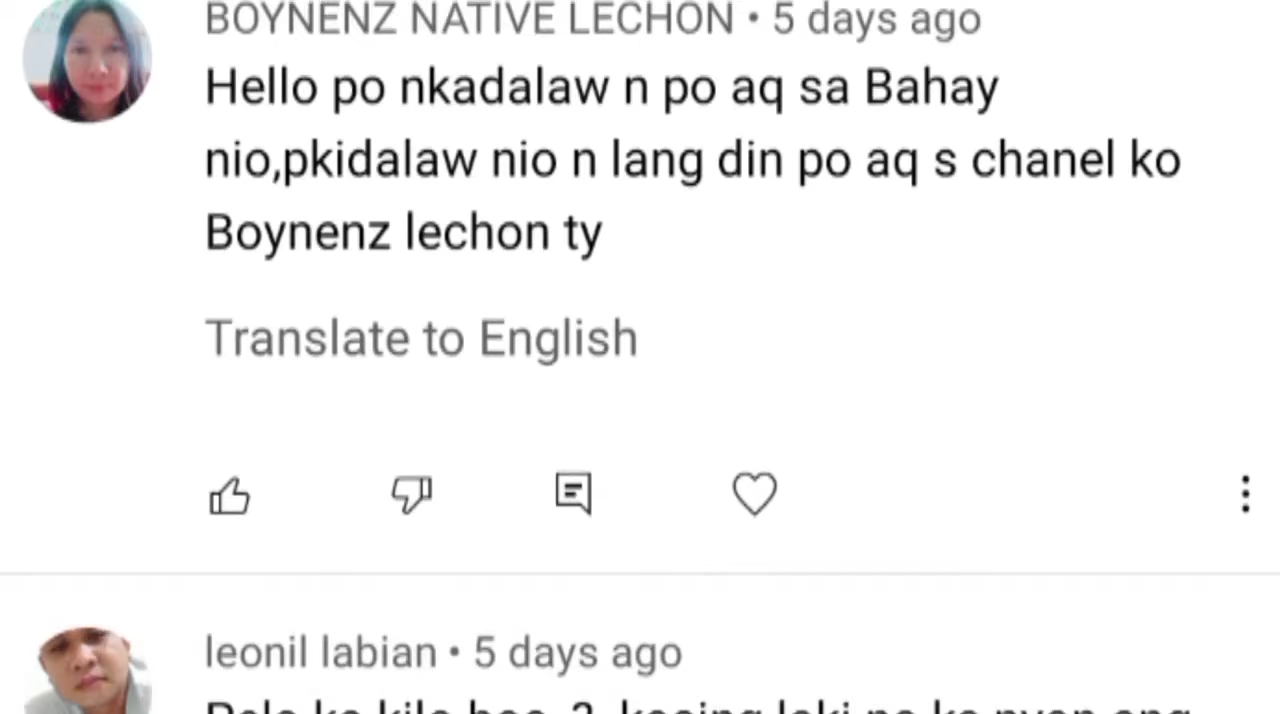 BOYNENZ NATIVE LECHON • 5 days ago
Hello po nkadalaw n po aq sa Bahay
nio,pkidalaw nio n lang din po aq s chanel ko
Boynenz lechon ty
Translate to English
leonil labian • 5 days ago